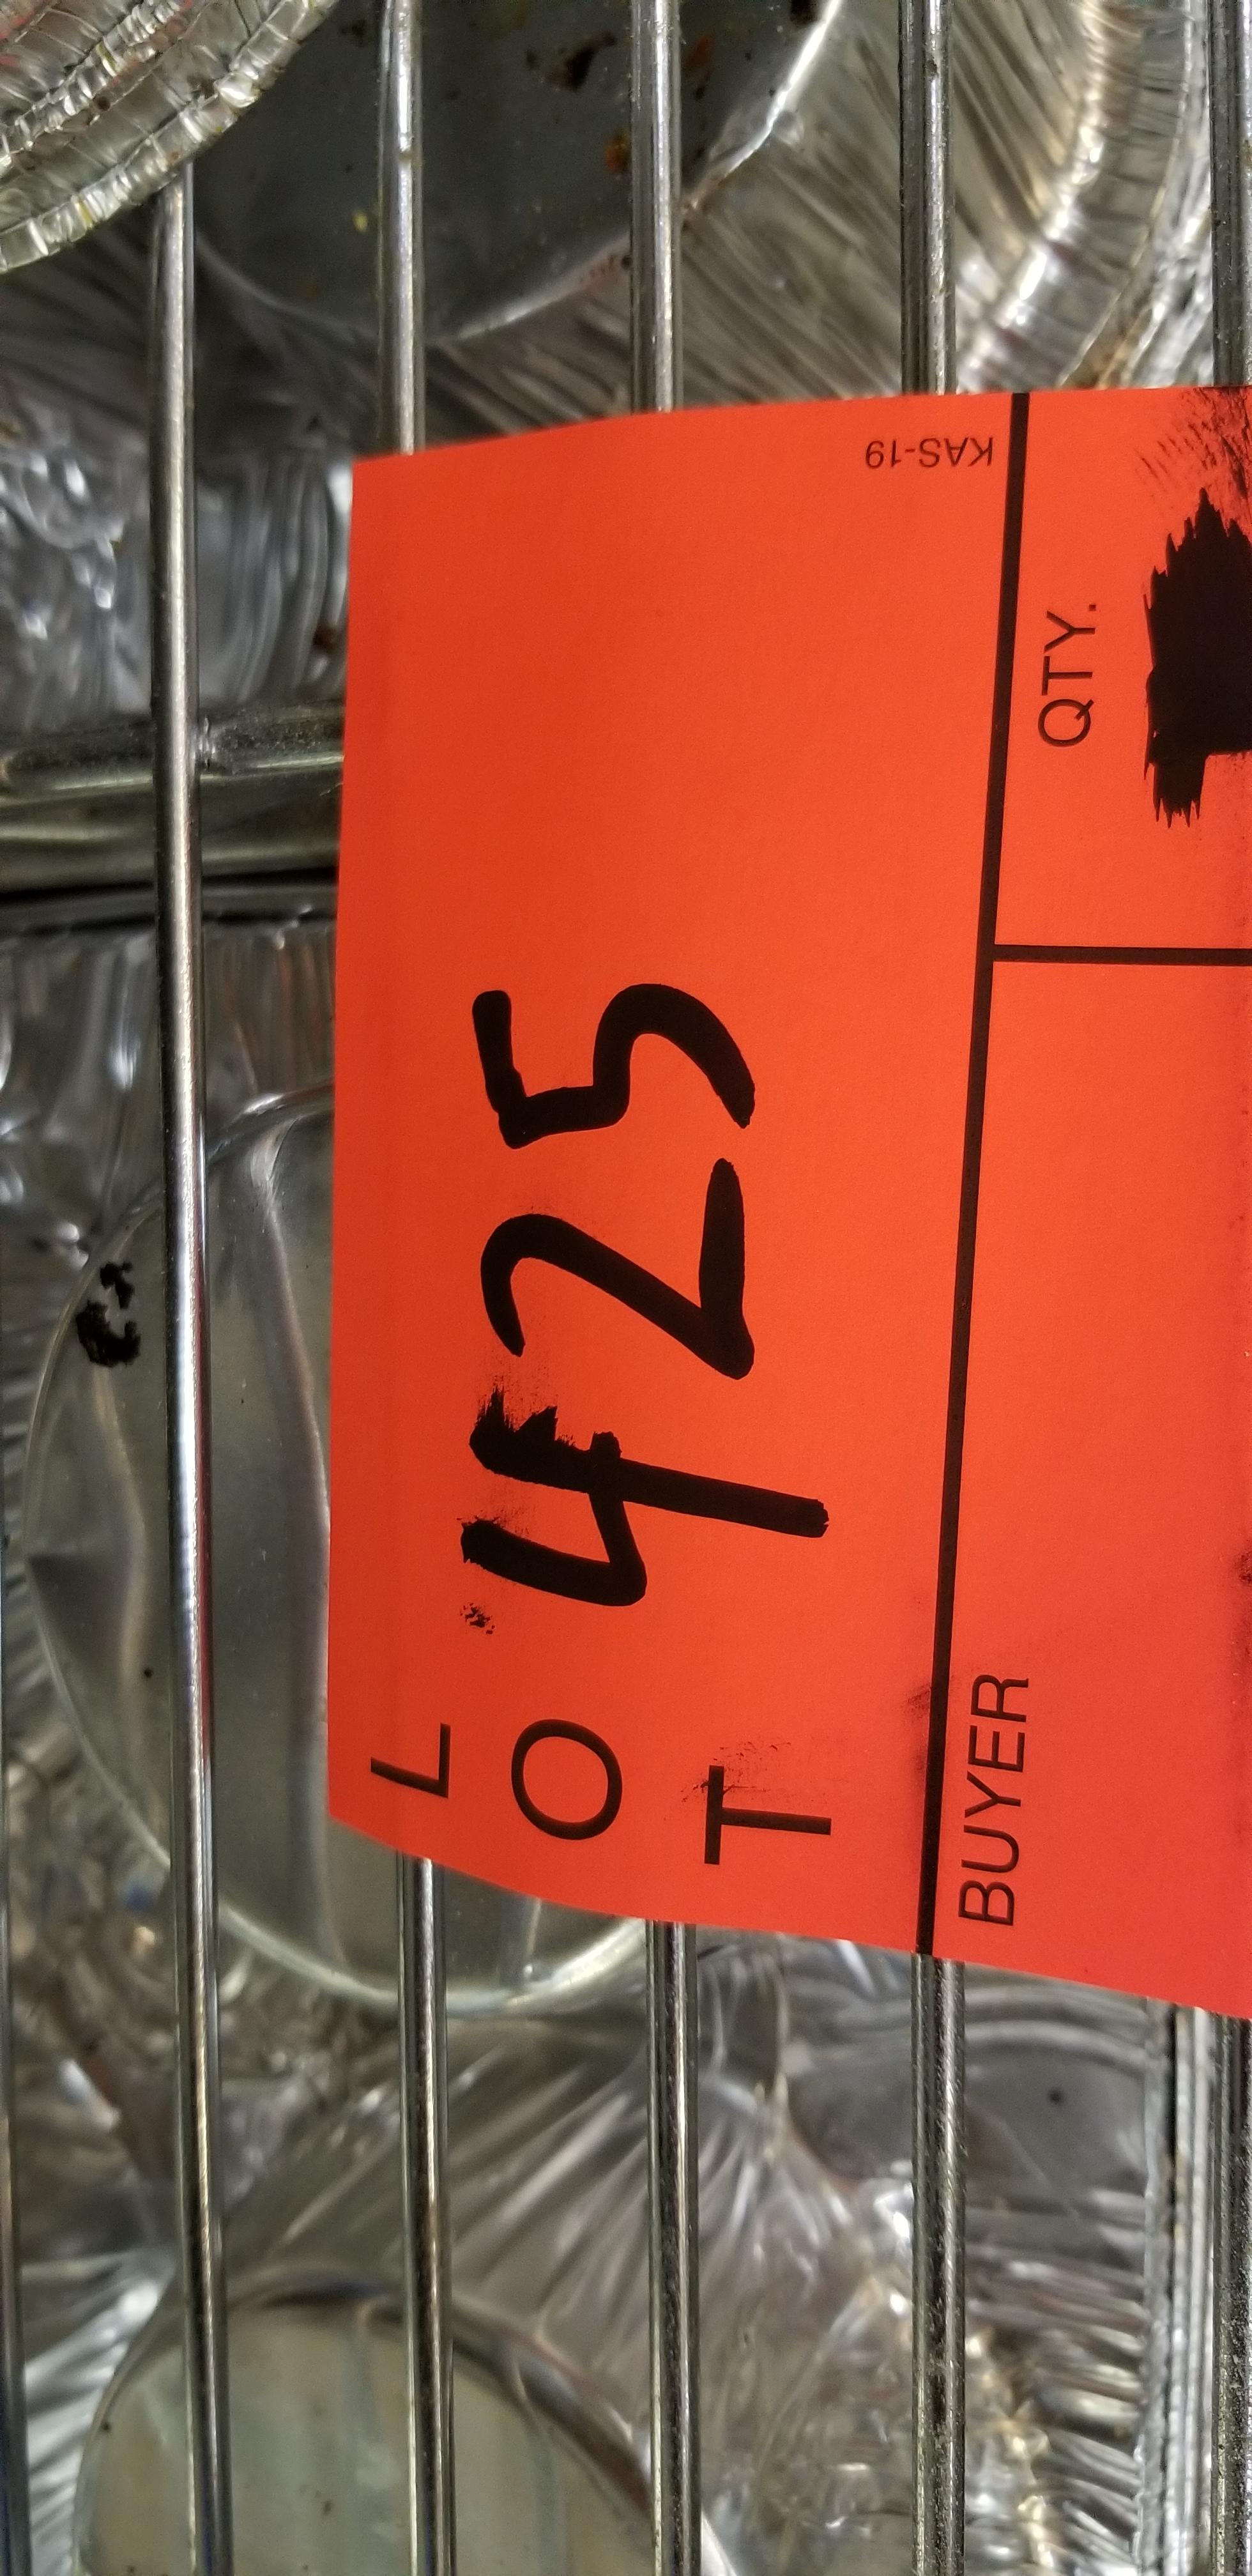 LOT
425
KAS-19
BUYER
QTY.